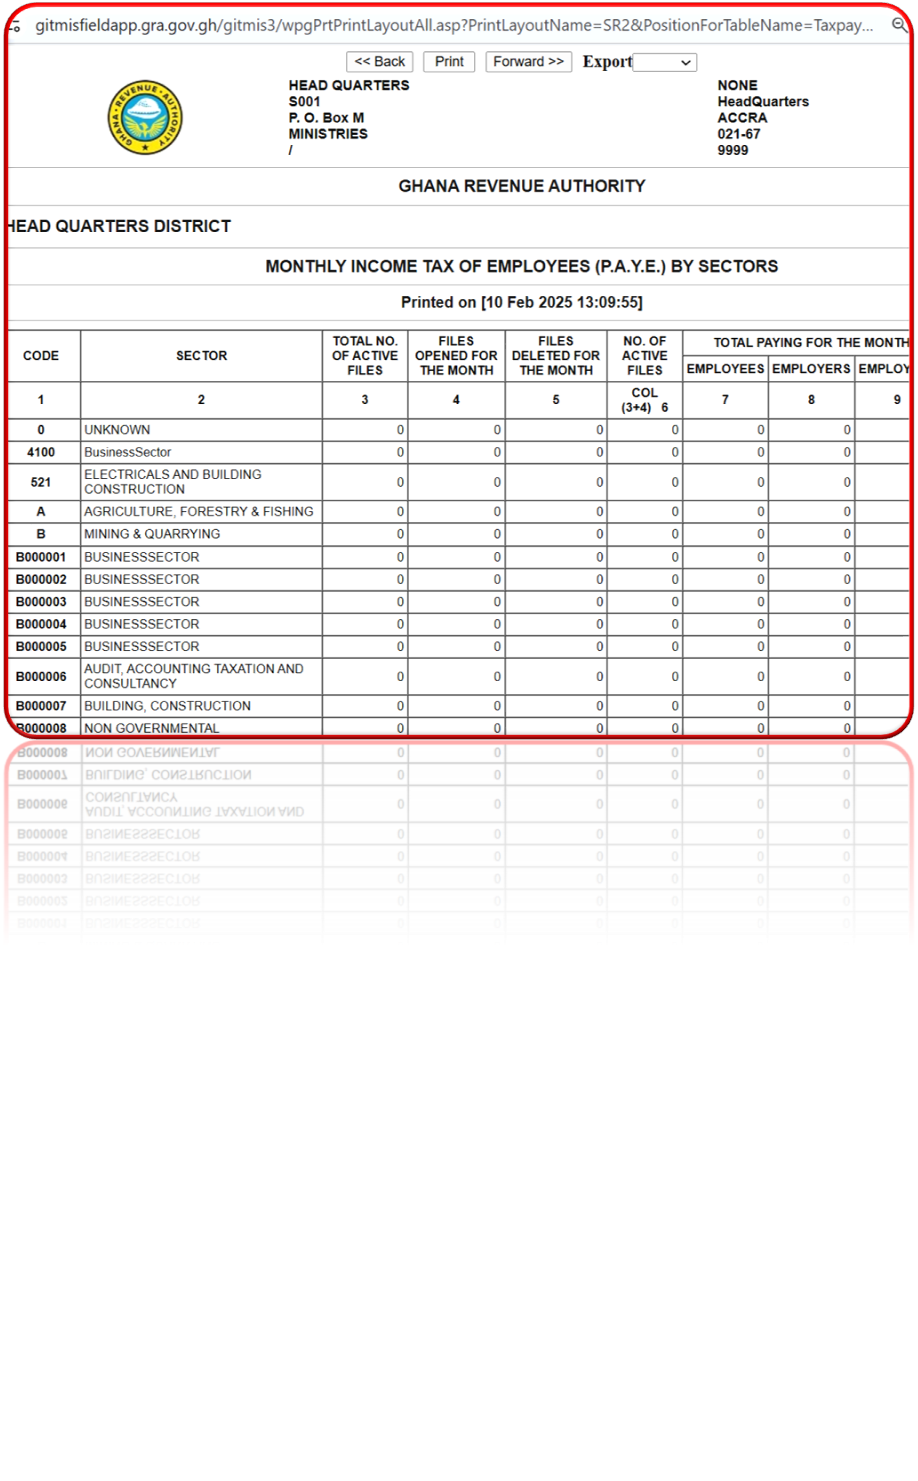 gitmisfieldapp.gra.gov.gh/gitmis3/wpgPrtPrintLayoutAll.asp?PrintLayoutName=SR2&PositionForTableName=Taxpay...
<< Back Print Forward >> Export
GHANA · REVENUE · AUTHORITY
HEAD QUARTERS
S001
P. O. Box M
MINISTRIES
/
NONE
HeadQuarters
ACCRA
021-67
9999
GHANA REVENUE AUTHORITY
HEAD QUARTERS DISTRICT
MONTHLY INCOME TAX OF EMPLOYEES (P.A.Y.E.) BY SECTORS
Printed on [10 Feb 2025 13:09:55]
CODE SECTOR TOTAL NO. OF ACTIVE FILES FILES OPENED FOR THE MONTH FILES DELETED FOR THE MONTH NO. OF ACTIVE FILES TOTAL PAYING FOR THE MONTH
EMPLOYEES EMPLOYERS EMPLOY
1 2 3 4 5 COL (3+4) 6 7 8 9
0 UNKNOWN 0 0 0 0 0 0
4100 BusinessSector 0 0 0 0 0 0
521 ELECTRICALS AND BUILDING CONSTRUCTION 0 0 0 0 0 0
A AGRICULTURE, FORESTRY & FISHING 0 0 0 0 0 0
B MINING & QUARRYING 0 0 0 0 0 0
B000001 BUSINESSSECTOR 0 0 0 0 0 0
B000002 BUSINESSSECTOR 0 0 0 0 0 0
B000003 BUSINESSSECTOR 0 0 0 0 0 0
B000004 BUSINESSSECTOR 0 0 0 0 0 0
B000005 BUSINESSSECTOR 0 0 0 0 0 0
B000006 AUDIT, ACCOUNTING TAXATION AND CONSULTANCY 0 0 0 0 0 0
B000007 BUILDING, CONSTRUCTION 0 0 0 0 0 0
B000008 NON GOVERNMENTAL 0 0 0 0 0 0